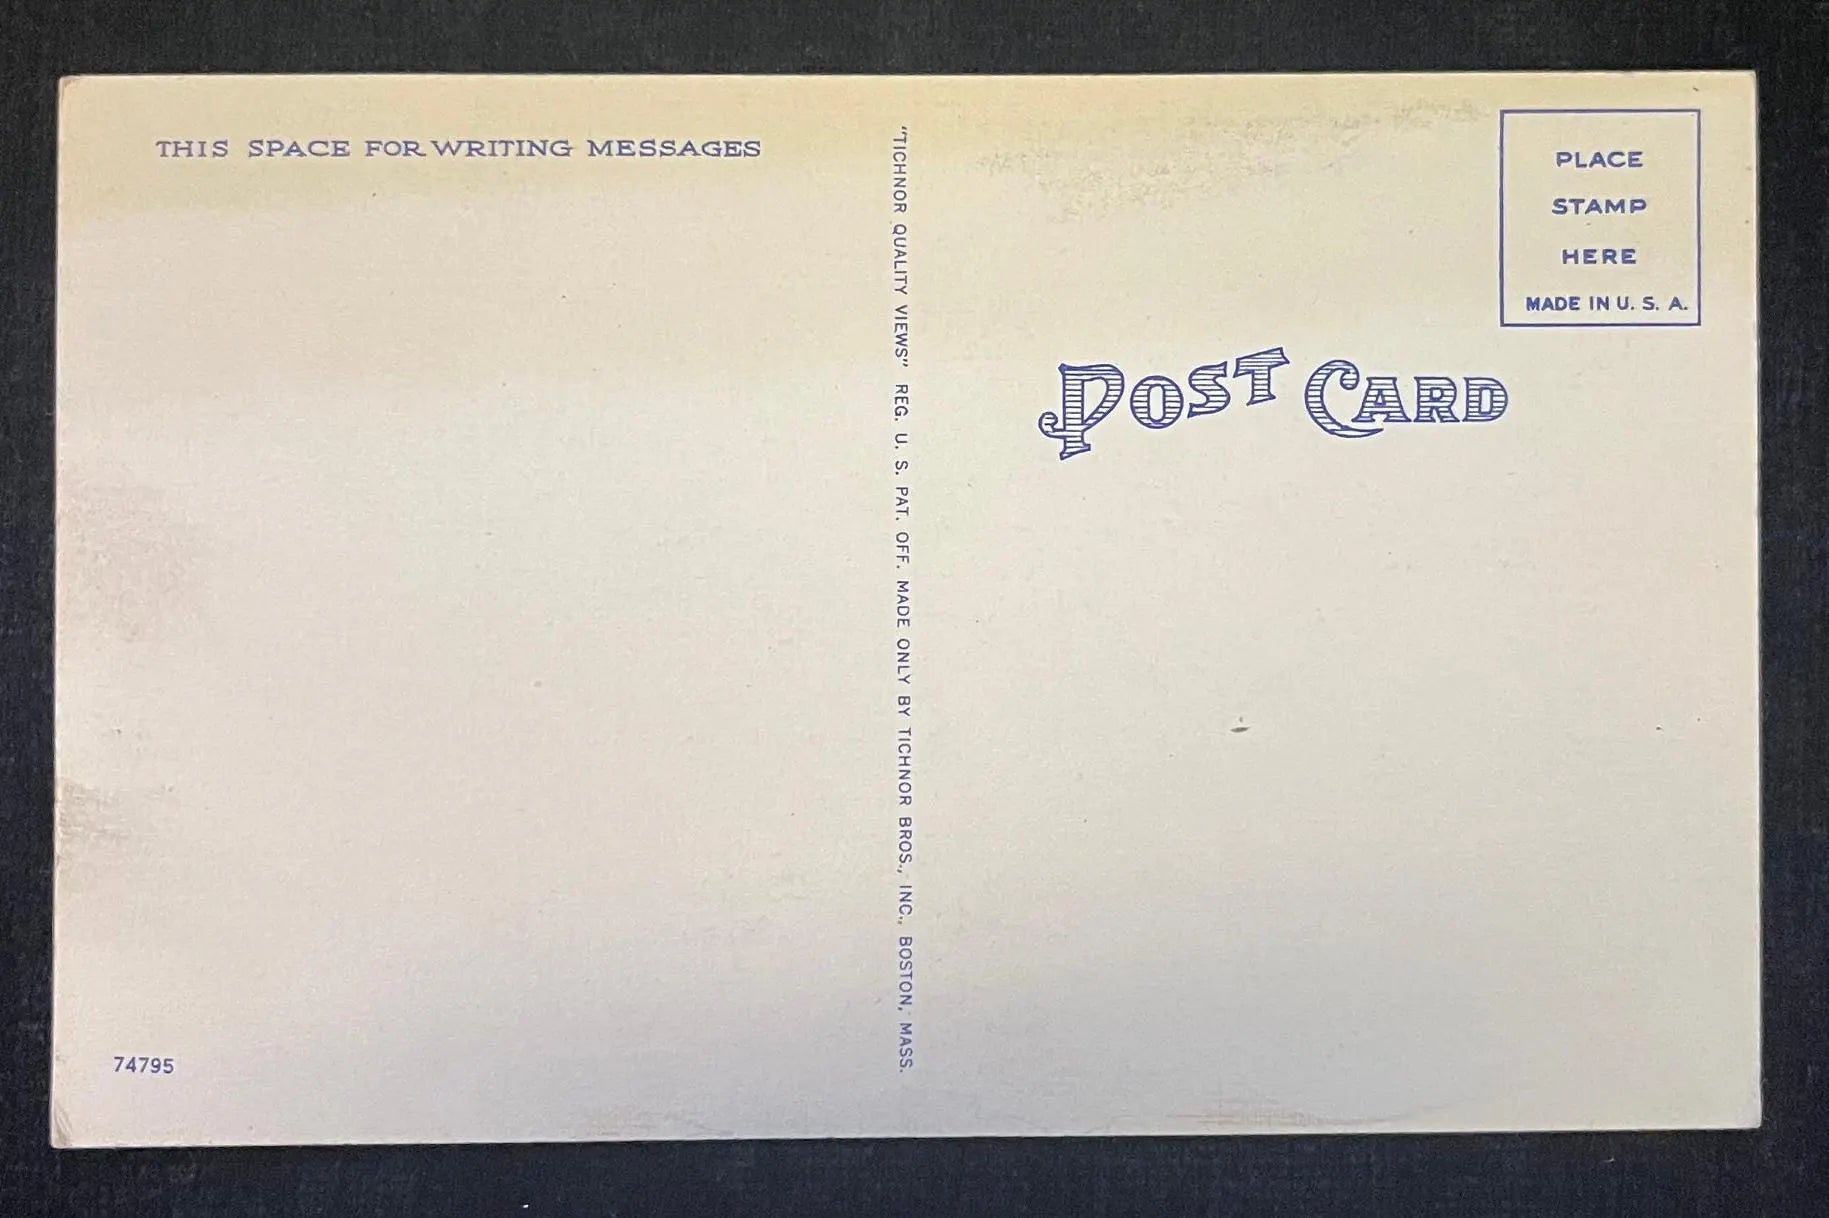 THIS SPACE FOR WRITING MESSAGES
"TICHNOR QUALITY VIEWS" REG. U. S. PAT. OFF. MADE ONLY BY TICHNOR BROS., INC., BOSTON, MASS.
PLACE
STAMP
HERE
MADE IN U. S. A.
POST CARD
74795